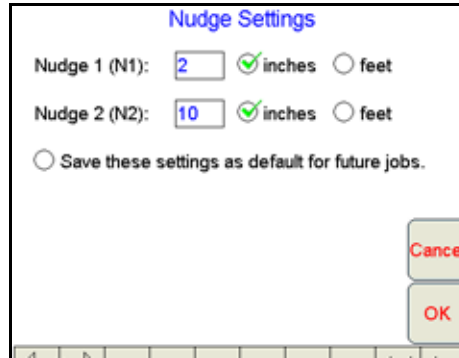 Nudge Settings
Nudge 1 (N1): 2 inches feet
Nudge 2 (N2): 10 inches feet
Save these settings as default for future jobs.
Cance
OK